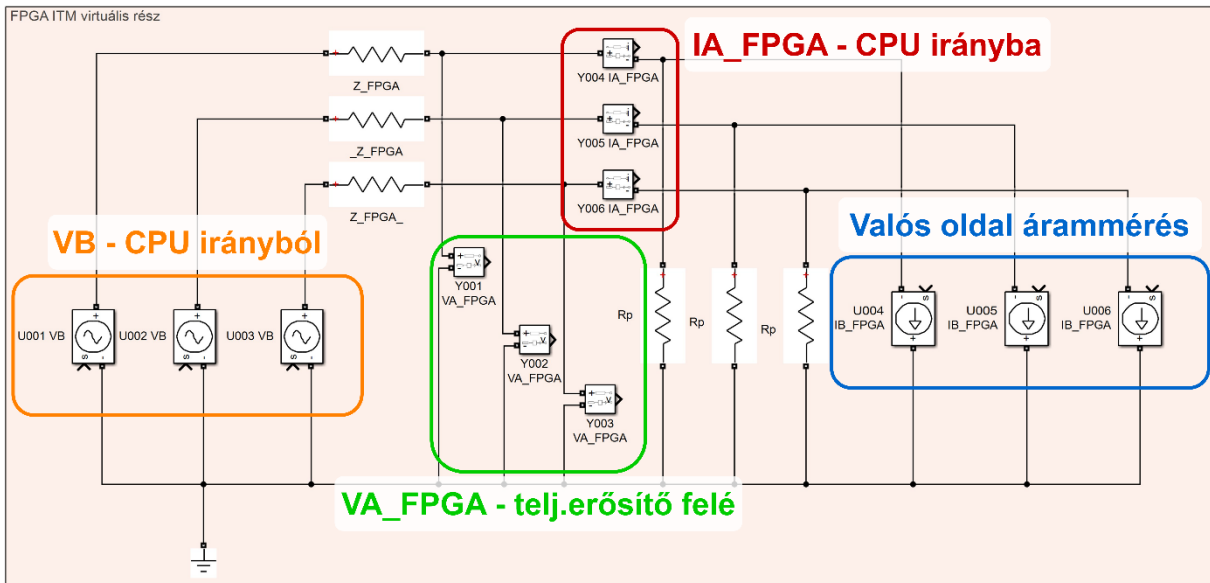 FPGA ITM virtuális rész
IA_FPGA - CPU irányba
Z_FPGA
Y004 IA_FPGA
_Z_FPGA
Y005 IA_FPGA
Z_FPGA_
Y006 IA_FPGA
VB - CPU irányból
Valós oldal árammérés
U001 VB
U002 VB
U003 VB
Y001
VA_FPGA
Y002
VA_FPGA
Y003
VA_FPGA
Rp
Rp
Rp
U004
IB_FPGA
U005
IB_FPGA
U006
IB_FPGA
VA_FPGA - telj.erősítő felé